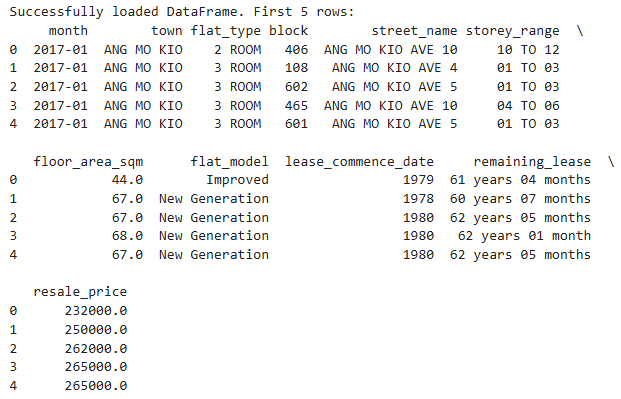 Successfully loaded DataFrame. First 5 rows:
     month        town flat_type block        street_name storey_range  \
0  2017-01  ANG MO KIO    2 ROOM   406  ANG MO KIO AVE 10     10 TO 12
1  2017-01  ANG MO KIO    3 ROOM   108   ANG MO KIO AVE 4     01 TO 03
2  2017-01  ANG MO KIO    3 ROOM   602   ANG MO KIO AVE 5     01 TO 03
3  2017-01  ANG MO KIO    3 ROOM   465  ANG MO KIO AVE 10     04 TO 06
4  2017-01  ANG MO KIO    3 ROOM   601   ANG MO KIO AVE 5     01 TO 03
   floor_area_sqm      flat_model  lease_commence_date     remaining_lease  \
0            44.0        Improved                 1979  61 years 04 months
1            67.0  New Generation                 1978  60 years 07 months
2            67.0  New Generation                 1980  62 years 05 months
3            68.0  New Generation                 1980   62 years 01 month
4            67.0  New Generation                 1980  62 years 05 months
   resale_price
0      232000.0
1      250000.0
2      262000.0
3      265000.0
4      265000.0